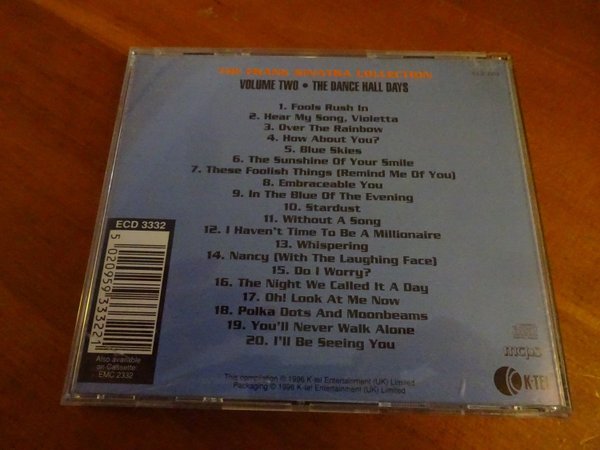 THE FRANK SINATRA COLLECTION
VOLUME TWO • THE DANCE HALL DAYS
1. Fools Rush In
2. Hear My Song, Violetta
3. Over The Rainbow
4. How About You?
5. Blue Skies
6. The Sunshine Of Your Smile
7. These Foolish Things (Remind Me Of You)
8. Embraceable You
9. In The Blue Of The Evening
10. Stardust
11. Without A Song
12. I Haven't Time To Be A Millionaire
13. Whispering
14. Nancy (With The Laughing Face)
15. Do I Worry?
16. The Night We Called It A Day
17. Oh! Look At Me Now
18. Polka Dots And Moonbeams
19. You'll Never Walk Alone
20. I'll Be Seeing You
ECD 3332
5 020959 333221
Also available
on Cassette:
EMC 2332
This compilation ℗ 1996 K-tel Entertainment (UK) Limited
Packaging © 1996 K-tel Entertainment (UK) Limited
mcps
K-TEL